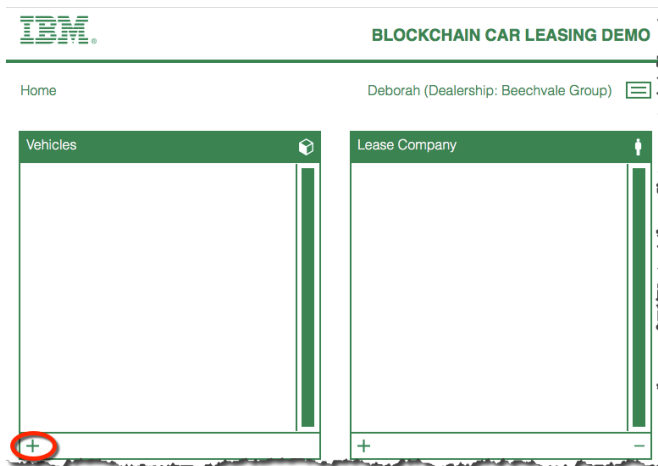 IBM®
BLOCKCHAIN CAR LEASING DEMO
Home
Deborah (Dealership: Beechvale Group)
Vehicles
Lease Company
+
+ −